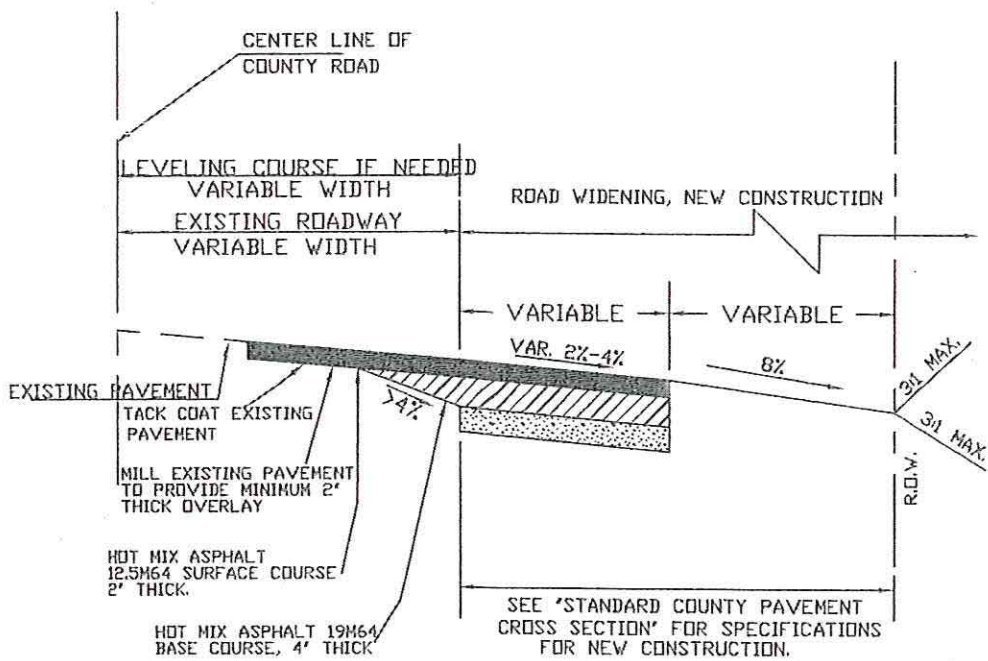 CENTER LINE OF
COUNTY ROAD
LEVELING COURSE IF NEEDED
VARIABLE WIDTH
EXISTING ROADWAY
VARIABLE WIDTH
ROAD WIDENING, NEW CONSTRUCTION
VARIABLE
VARIABLE
VAR. 2%-4%
8%
3:1 MAX.
3:1 MAX.
R.O.W.
EXISTING PAVEMENT
TACK COAT EXISTING
PAVEMENT
>4%
MILL EXISTING PAVEMENT
TO PROVIDE MINIMUM 2'
THICK OVERLAY
HOT MIX ASPHALT
12.5M64 SURFACE COURSE
2' THICK.
HOT MIX ASPHALT 19M64
BASE COURSE, 4' THICK
SEE 'STANDARD COUNTY PAVEMENT
CROSS SECTION' FOR SPECIFICATIONS
FOR NEW CONSTRUCTION.